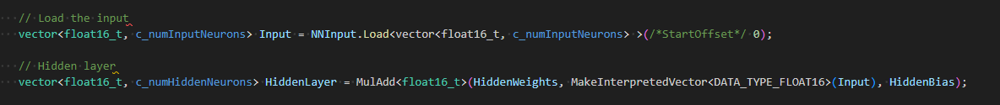 // Load the input
vector<float16_t, c_numInputNeurons> Input = NNInput.Load<vector<float16_t, c_numInputNeurons> >(/*StartOffset*/ 0);
// Hidden layer
vector<float16_t, c_numHiddenNeurons> HiddenLayer = MulAdd<float16_t>(HiddenWeights, MakeInterpretedVector<DATA_TYPE_FLOAT16>(Input), HiddenBias);